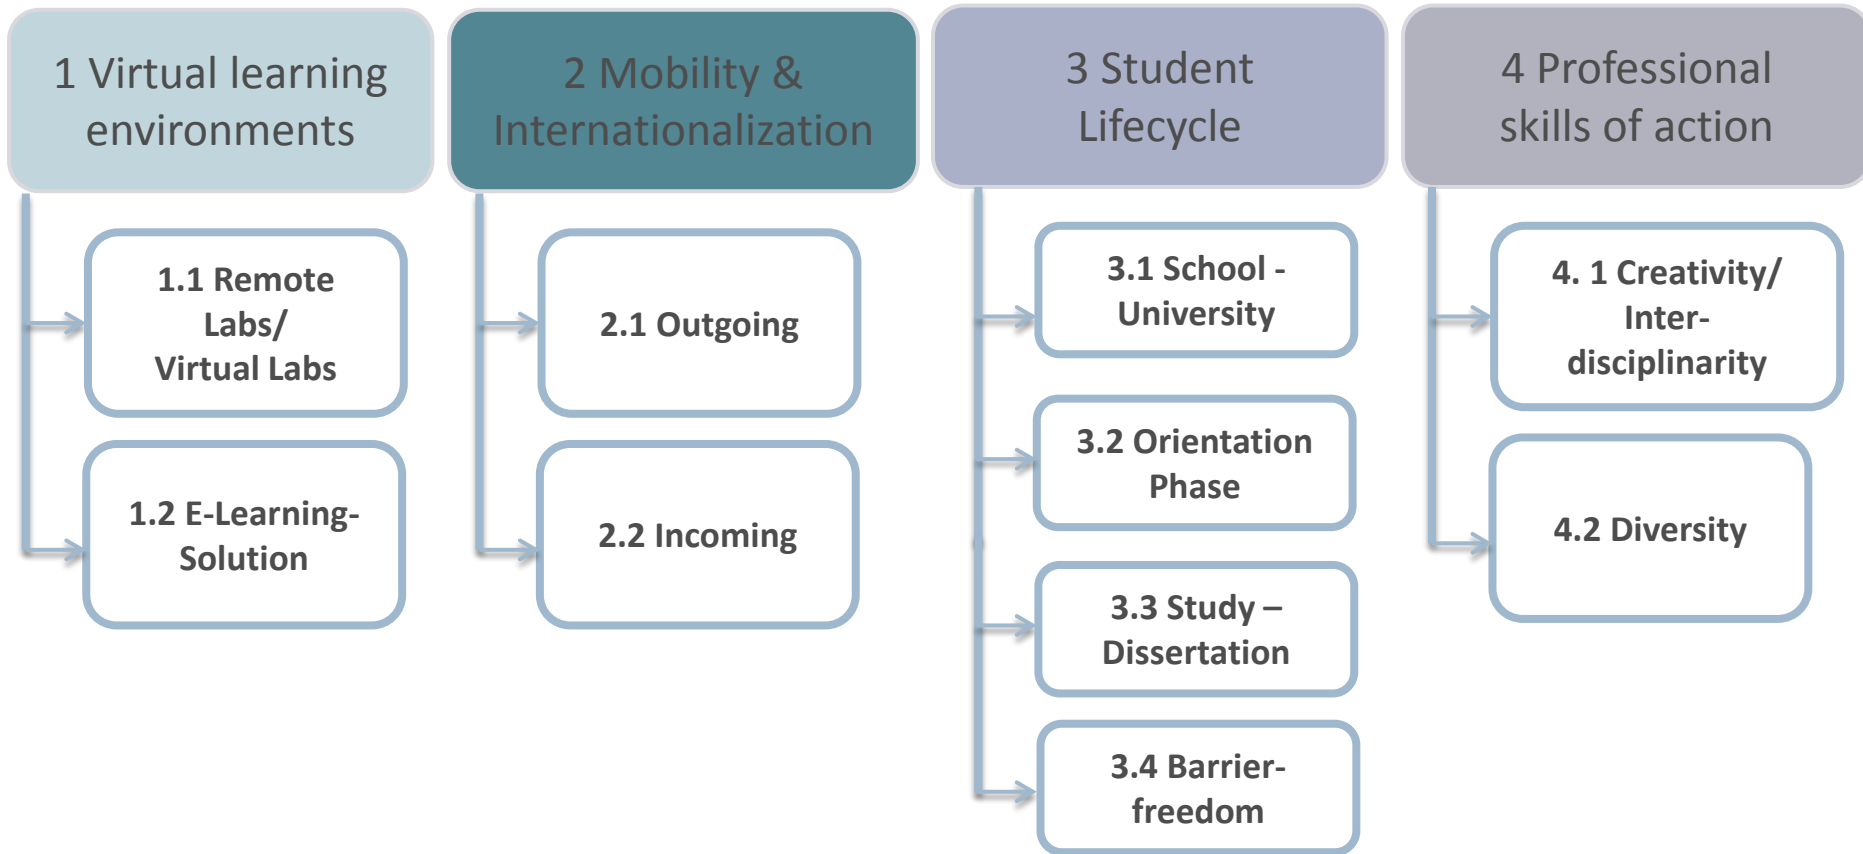 1 Virtual learning
environments
1.1 Remote
Labs/
Virtual Labs
1.2 E-Learning-
Solution
2 Mobility &
Internationalization
2.1 Outgoing
2.2 Incoming
3 Student
Lifecycle
3.1 School -
University
3.2 Orientation
Phase
3.3 Study –
Dissertation
3.4 Barrier-
freedom
4 Professional
skills of action
4. 1 Creativity/
Inter-
disciplinarity
4.2 Diversity